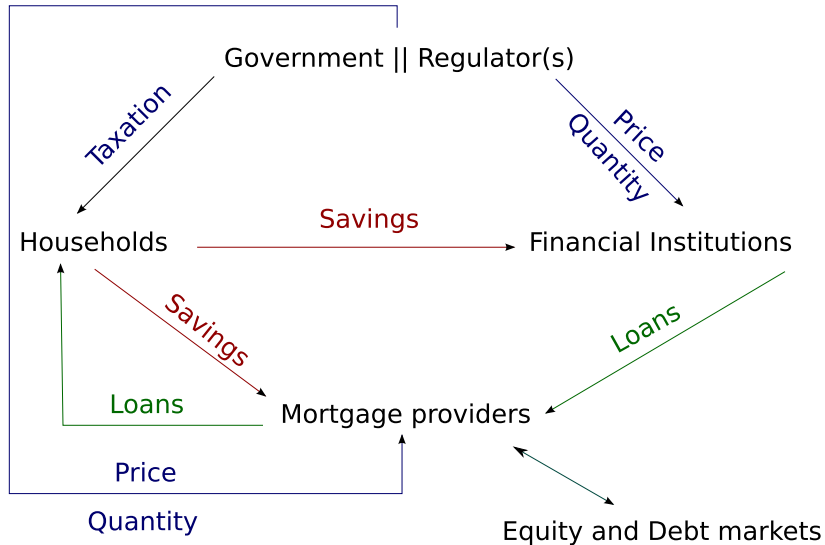 Government || Regulator(s)
Taxation
Price
Quantity
Savings
Households
Financial Institutions
Savings
Loans
Loans
Mortgage providers
Price
Quantity
Equity and Debt markets